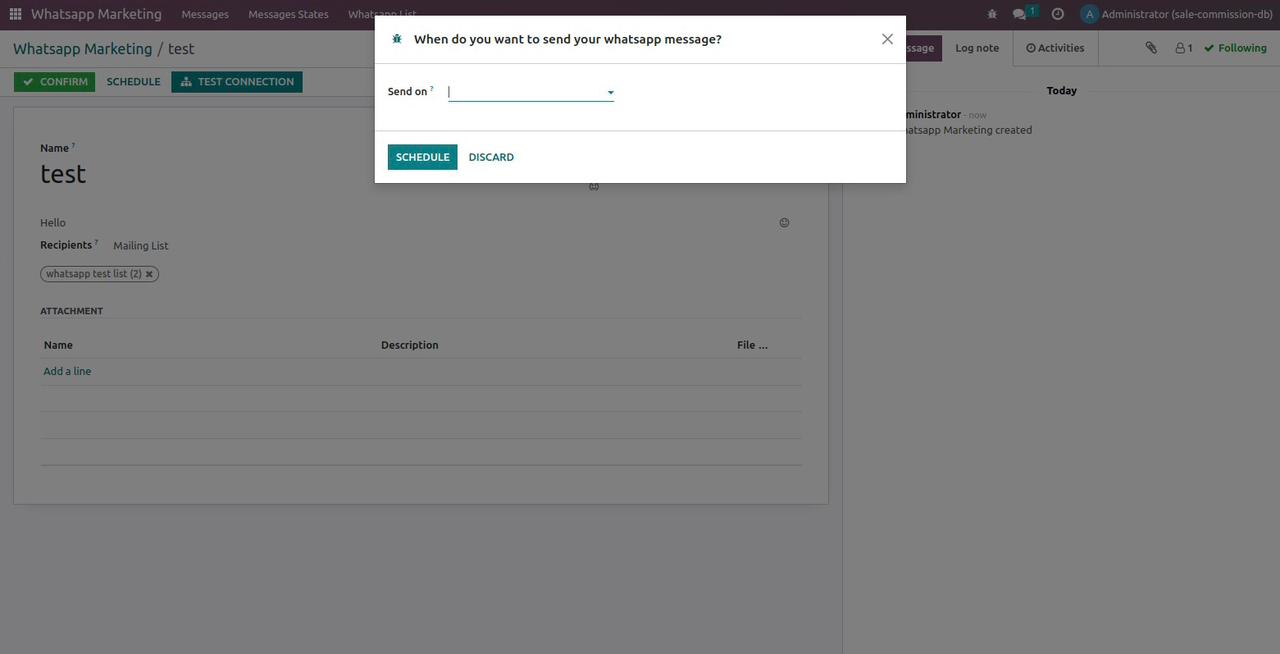 Whatsapp Marketing Messages Messages States Whatsapp List 1 A Administrator (sale-commission-db)
Whatsapp Marketing / test
ssage Log note Activities 1 Following
CONFIRM SCHEDULE TEST CONNECTION
When do you want to send your whatsapp message?
Send on ?
SCHEDULE DISCARD
Today
ministrator - now
hatsapp Marketing created
Name ?
test
Hello
Recipients ? Mailing List
whatsapp test list (2)
ATTACHMENT
Name Description File ...
Add a line